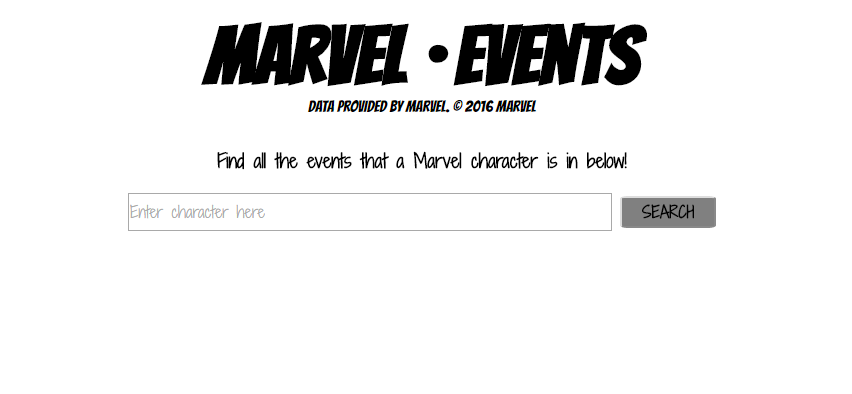 MARVEL • EVENTS
DATA PROVIDED BY MARVEL. © 2016 MARVEL
Find all the events that a Marvel character is in below!
Enter character here
SEARCH